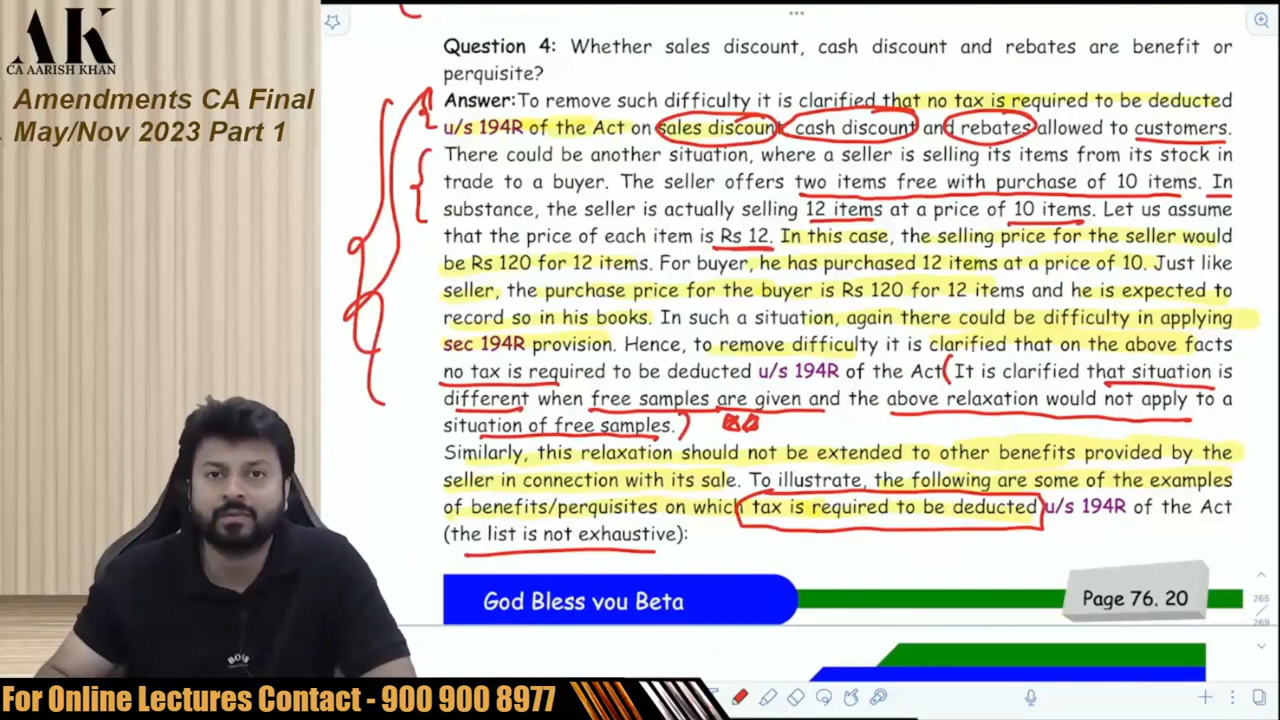 AK
CA AARISH KHAN
Amendments CA Final
May/Nov 2023 Part 1
Question 4: Whether sales discount, cash discount and rebates are benefit or
perquisite?
Answer:To remove such difficulty it is clarified that no tax is required to be deducted
u/s 194R of the Act on sales discount, cash discount and rebates allowed to customers.
There could be another situation, where a seller is selling its items from its stock in
trade to a buyer. The seller offers two items free with purchase of 10 items. In
substance, the seller is actually selling 12 items at a price of 10 items. Let us assume
that the price of each item is Rs 12. In this case, the selling price for the seller would
be Rs 120 for 12 items. For buyer, he has purchased 12 items at a price of 10. Just like
seller, the purchase price for the buyer is Rs 120 for 12 items and he is expected to
record so in his books. In such a situation, again there could be difficulty in applying
sec 194R provision. Hence, to remove difficulty it is clarified that on the above facts
no tax is required to be deducted u/s 194R of the Act. It is clarified that situation is
different when free samples are given and the above relaxation would not apply to a
situation of free samples.
Similarly, this relaxation should not be extended to other benefits provided by the
seller in connection with its sale. To illustrate, the following are some of the examples
of benefits/perquisites on which tax is required to be deducted u/s 194R of the Act
(the list is not exhaustive):
God Bless you Beta
Page 76. 20
265
/
269
BOSS
For Online Lectures Contact - 900 900 8977